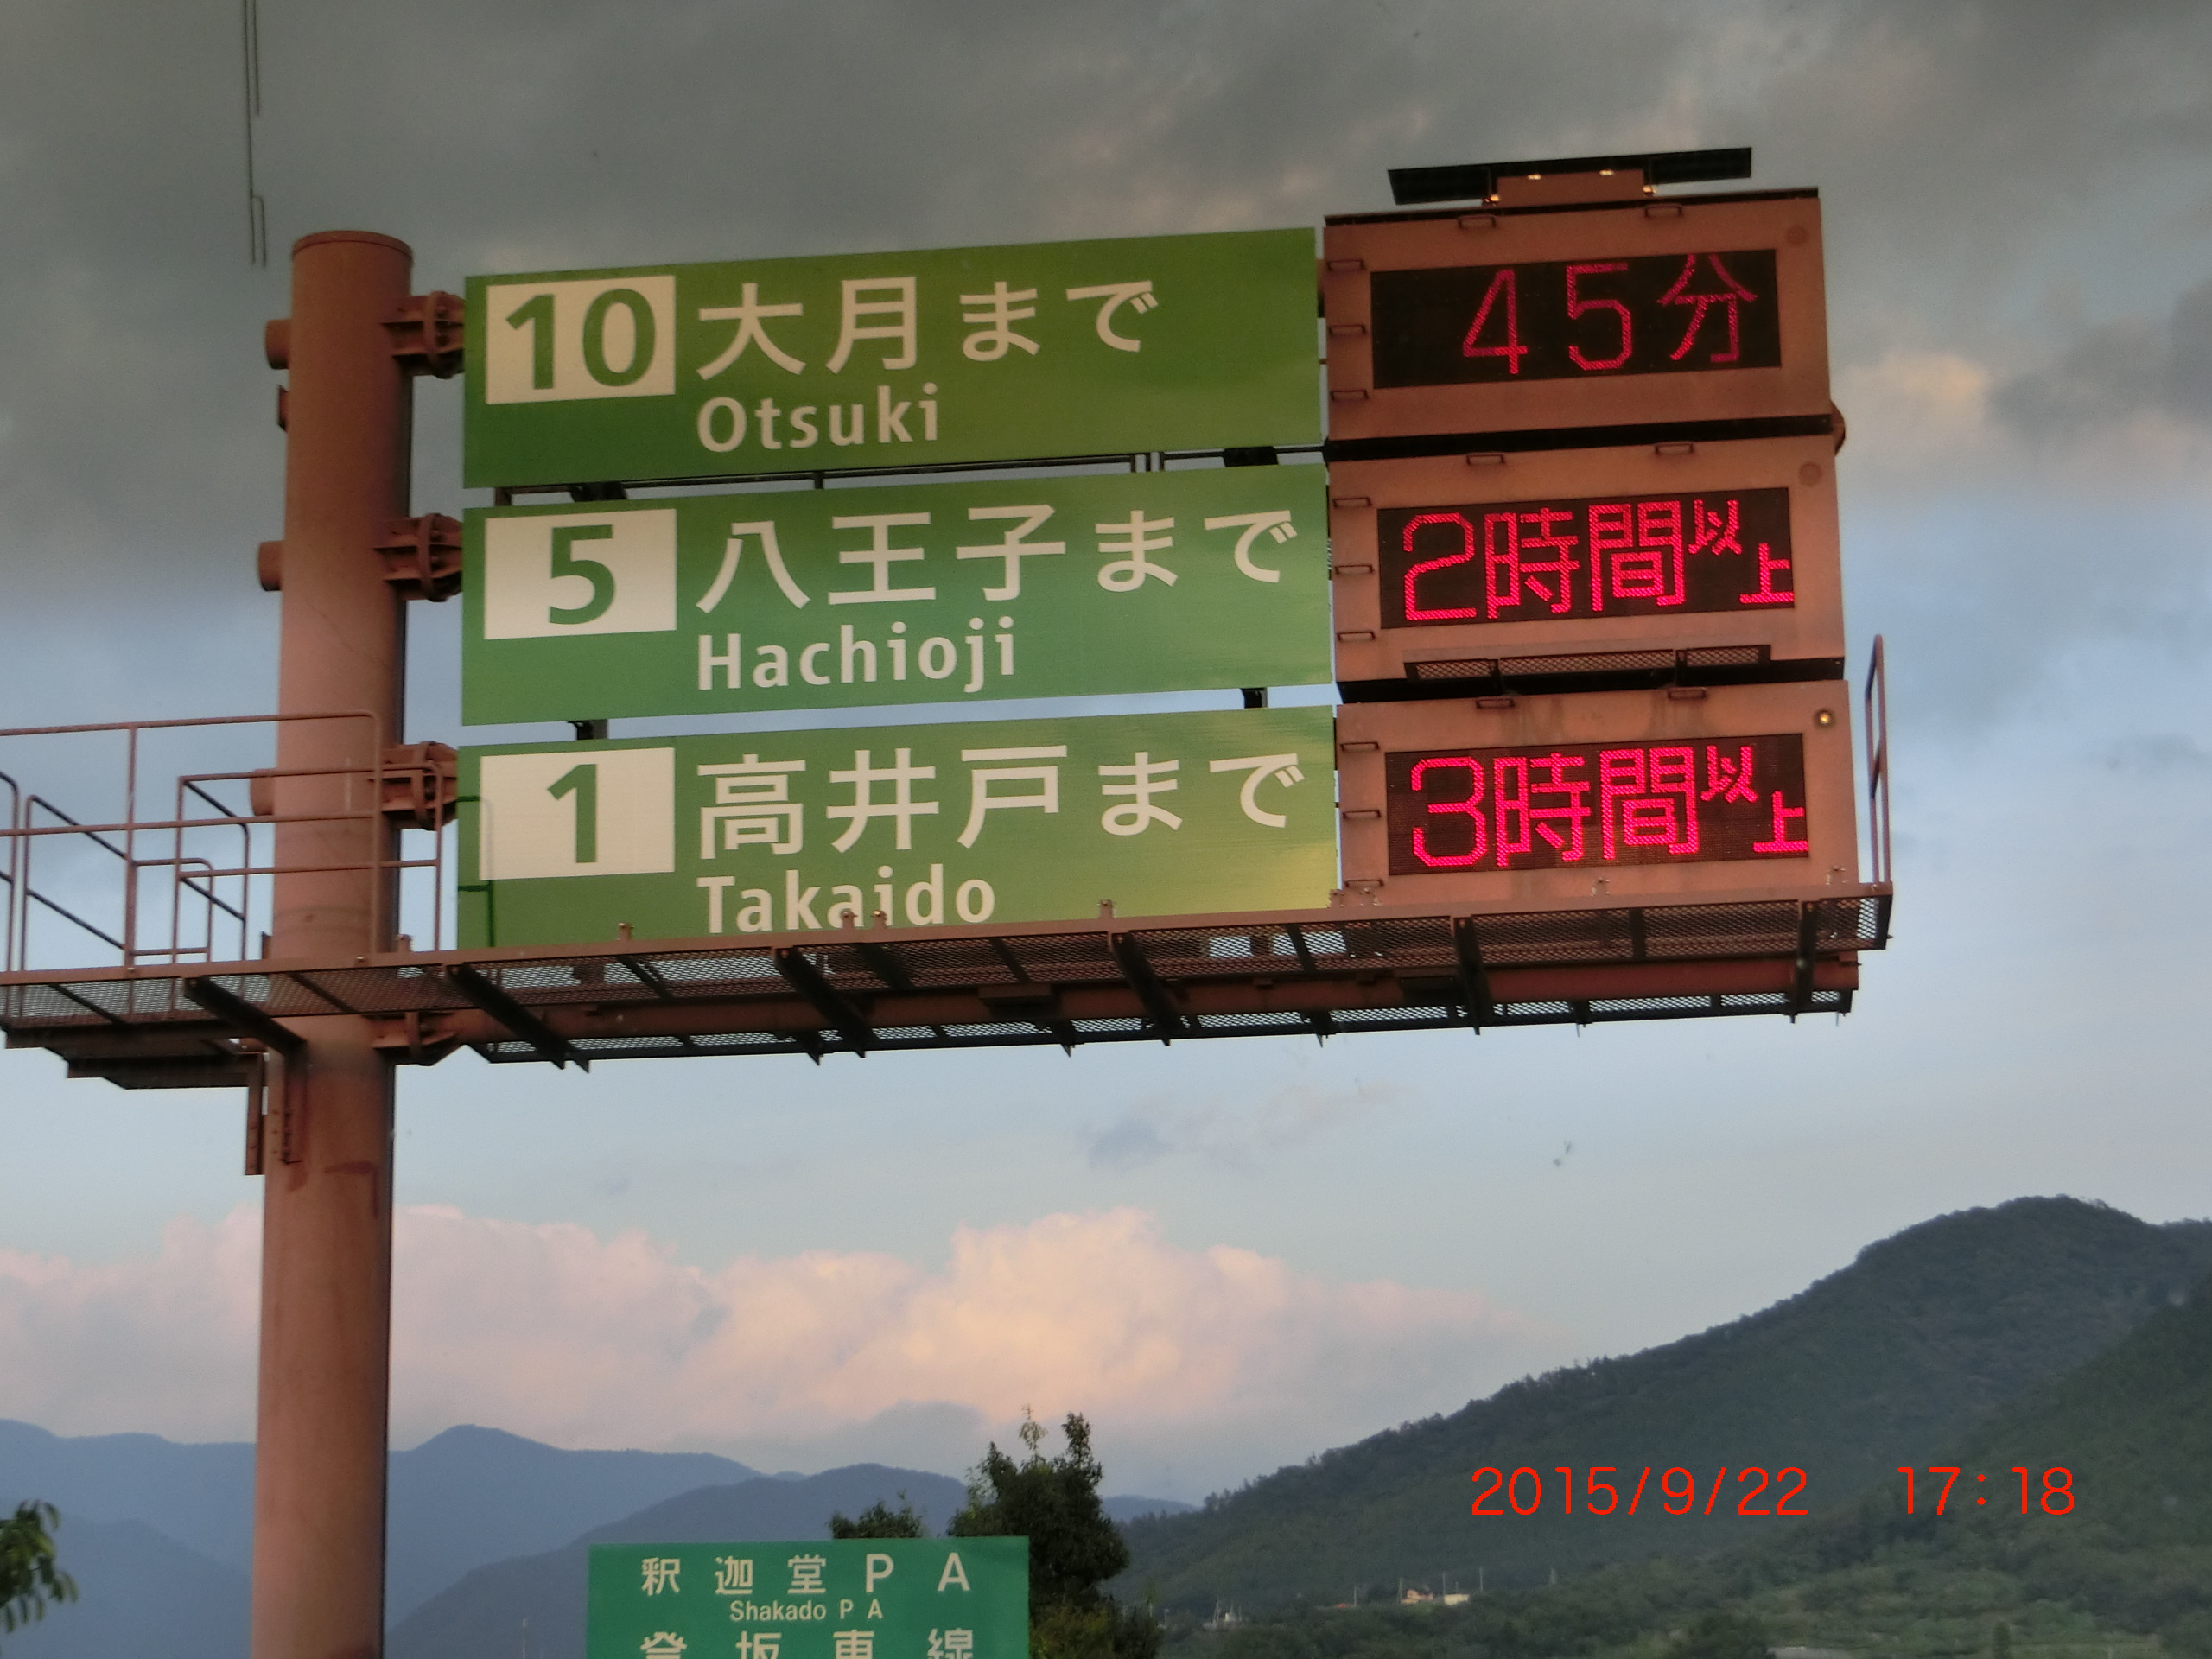 10 大月まで 45分
Otsuki
5 八王子まで 2時間以上
Hachioji
1 高井戸まで 3時間以上
Takaido
2015/9/22 17:18
釈迦堂PA
Shakado PA